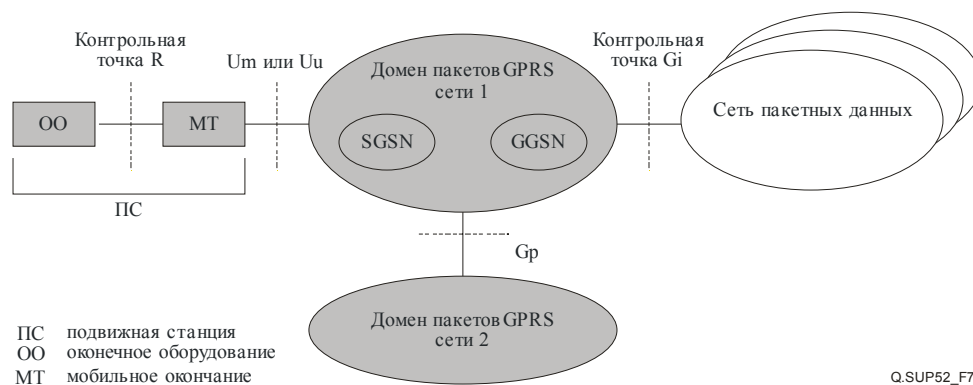 Контрольная
точка R
Um или Uu
Домен пакетов GPRS
сети 1
Контрольная
точка Gi
ОО
МТ
SGSN
GGSN
Сеть пакетных данных
ПС
Gp
Домен пакетов GPRS
сети 2
ПС подвижная станция
ОО оконечное оборудование
МТ мобильное окончание
Q.SUP52_F7